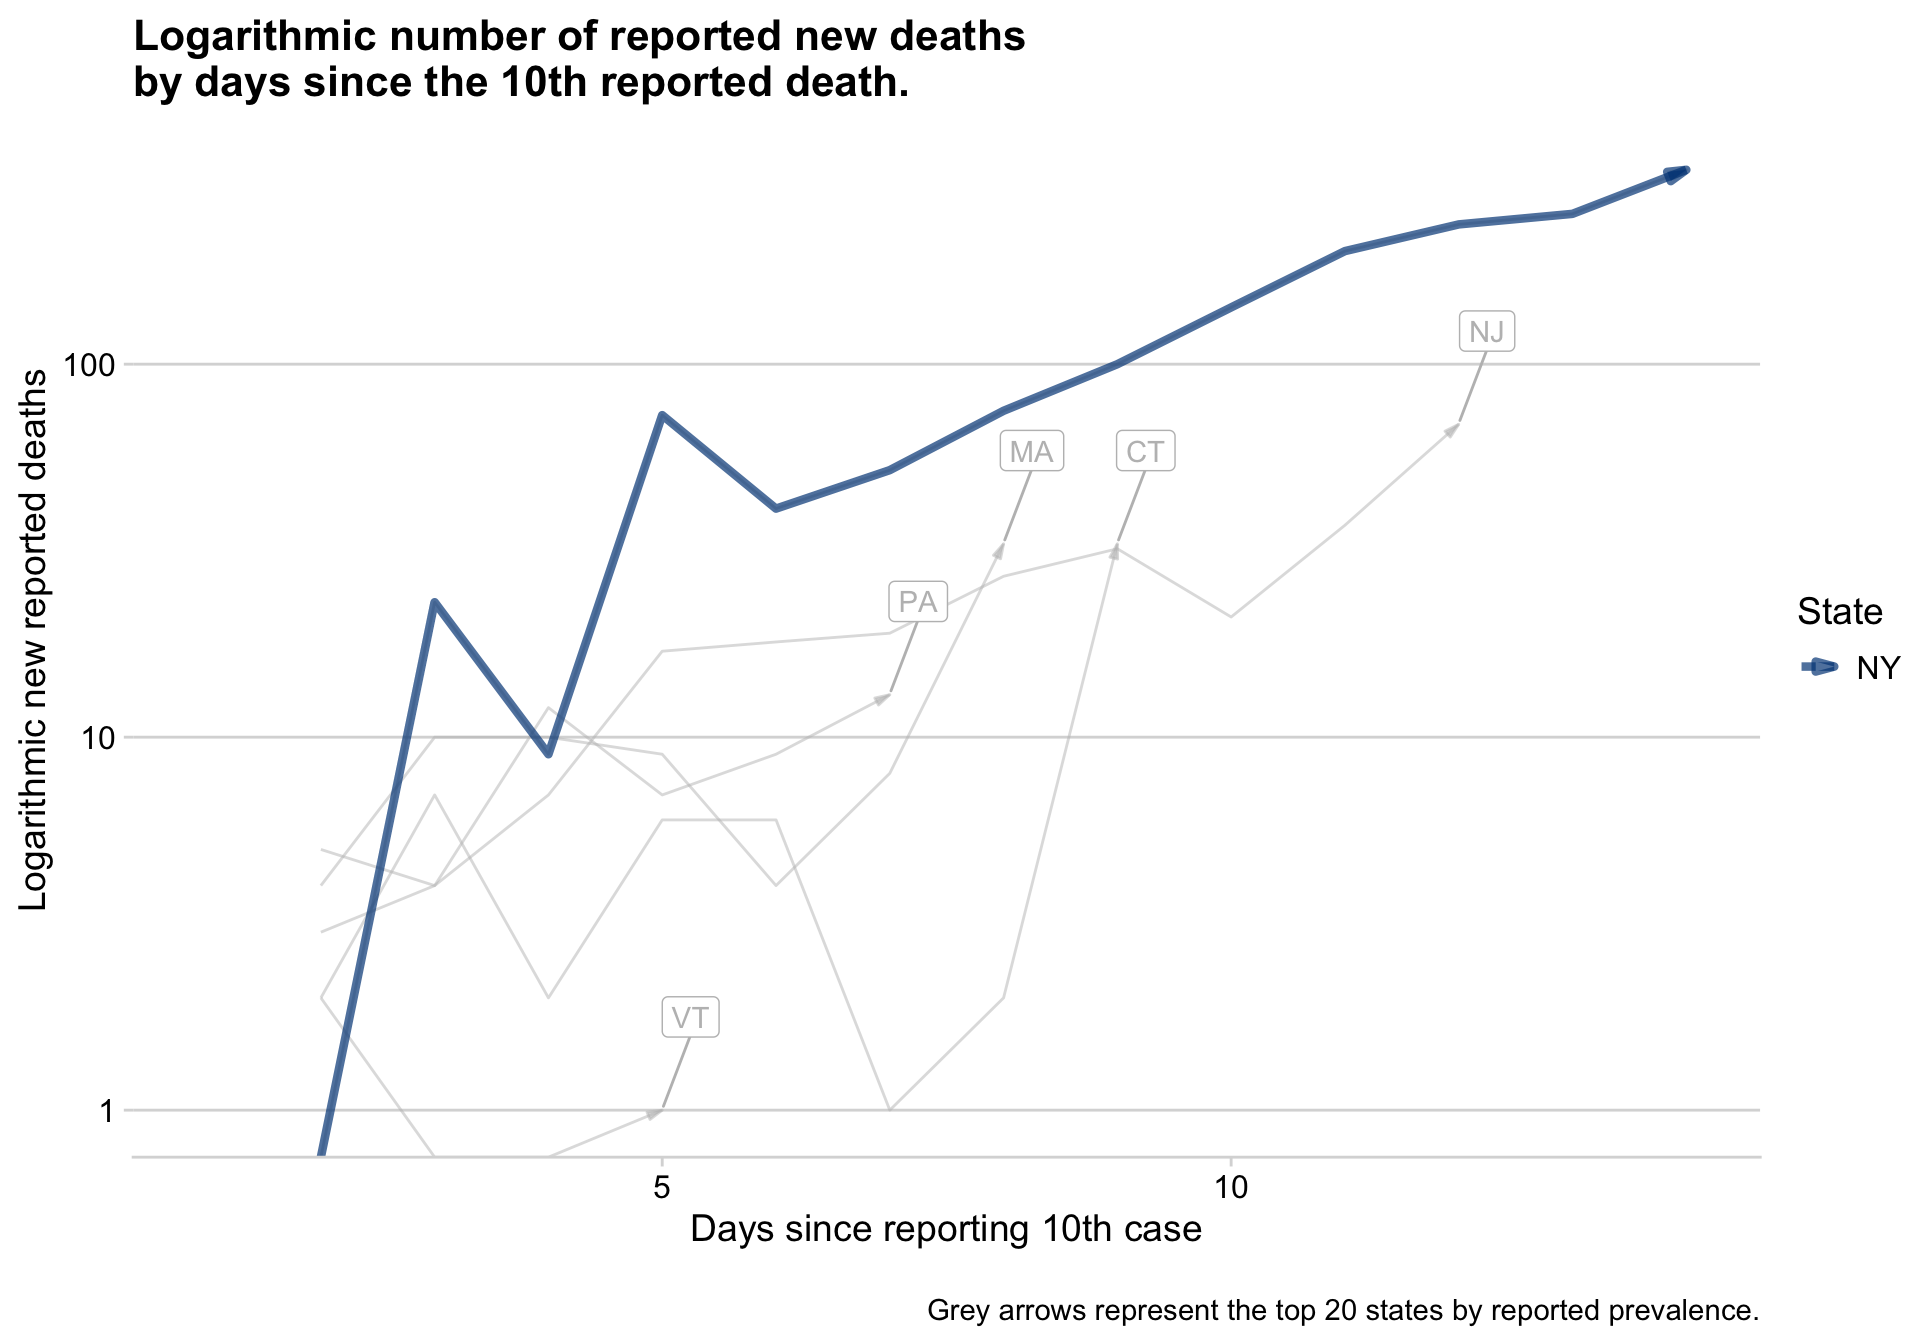 Logarithmic number of reported new deaths
by days since the 10th reported death.
Logarithmic new reported deaths
100
10
1
NJ
MA
CT
PA
VT
State
NY
5
10
Days since reporting 10th case
Grey arrows represent the top 20 states by reported prevalence.